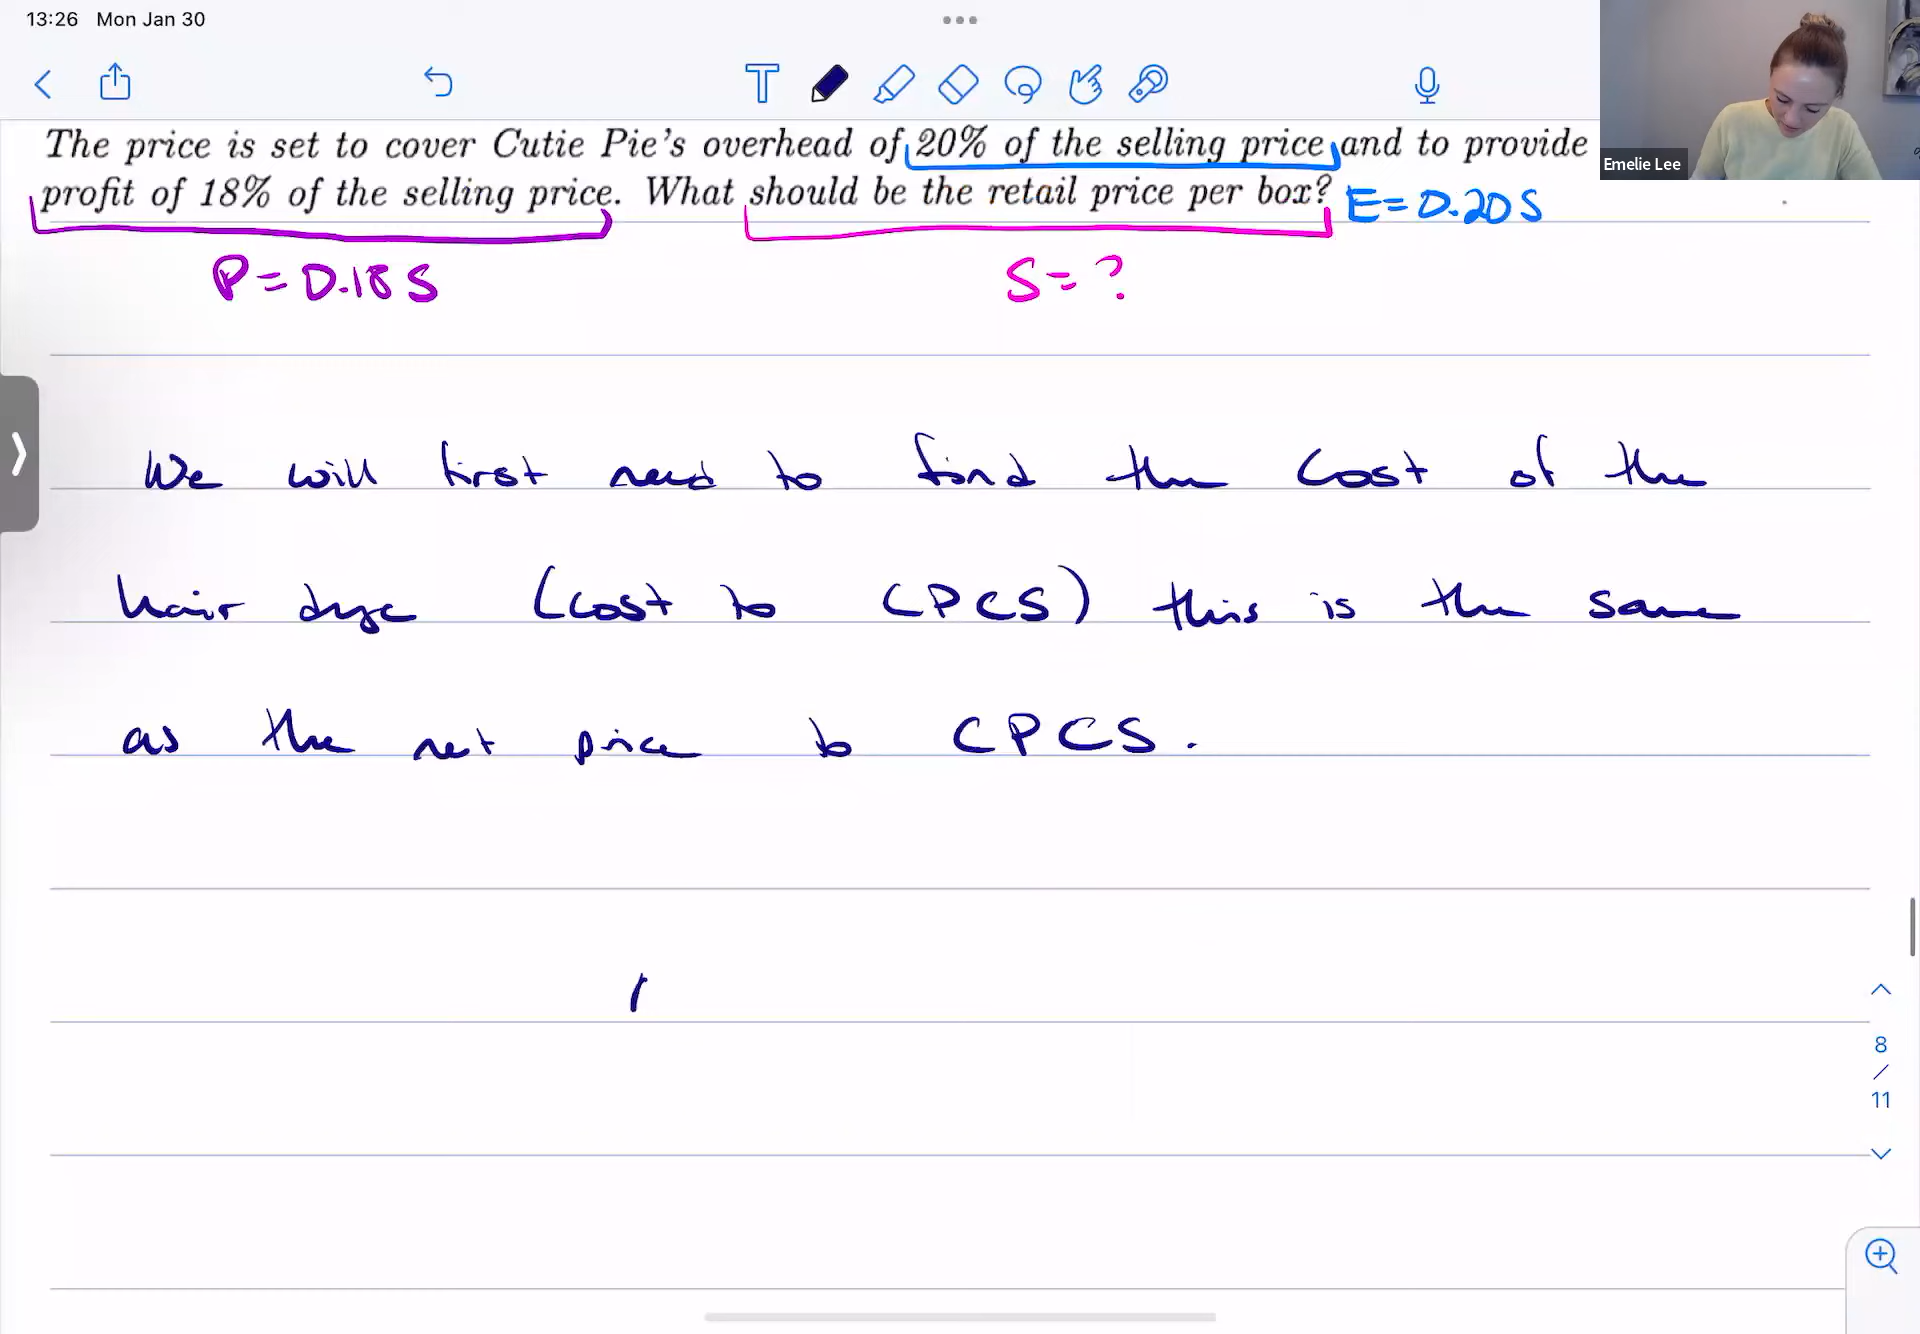 13:26 Mon Jan 30
The price is set to cover Cutie Pie's overhead of 20% of the selling price and to provide
Emelie Lee
profit of 18% of the selling price. What should be the retail price per box? E=0.20S
P=0.18S S=?
We will first need to find the cost of the
hair dye (cost to CPCS) this is the same
as the net price to CPCS.
8
/
11